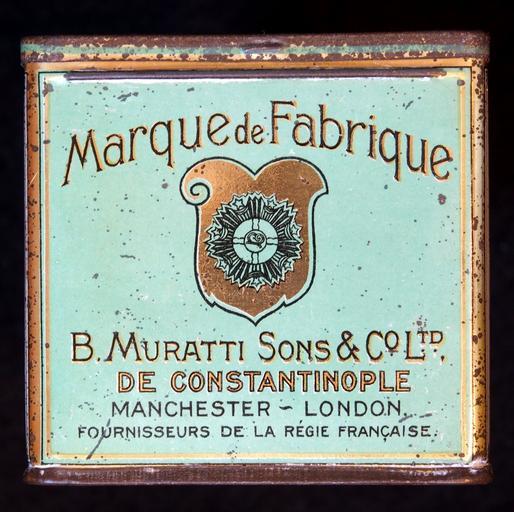 Marque de Fabrique
B. MURATTI SONS & CO LTD,
DE CONSTANTINOPLE
MANCHESTER ~ LONDON.
FOURNISSEURS DE LA RÉGIE FRANÇAISE.